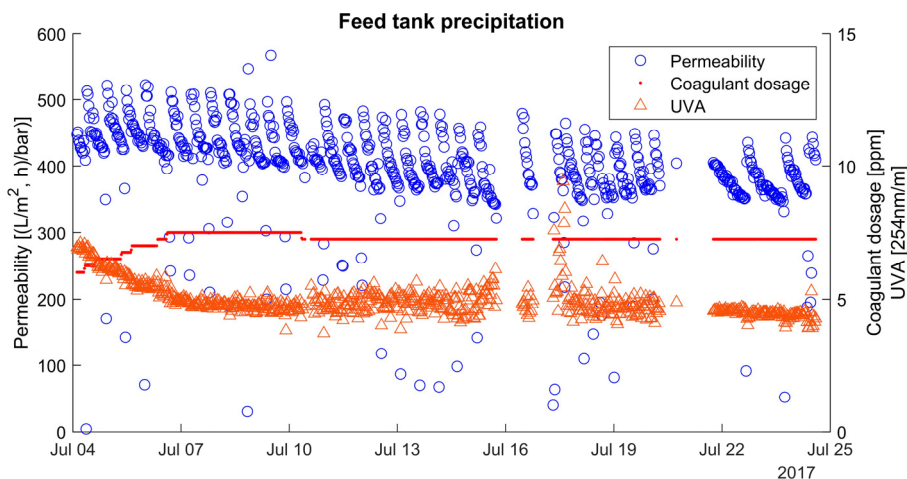 Feed tank precipitation
600
500
400
300
200
100
0
Permeability [(L/m², h)/bar)]
15
10
5
0
Coagulant dosage [ppm]
UVA [254nm/m]
Permeability
Coagulant dosage
UVA
Jul 04 Jul 07 Jul 10 Jul 13 Jul 16 Jul 19 Jul 22 Jul 25
2017